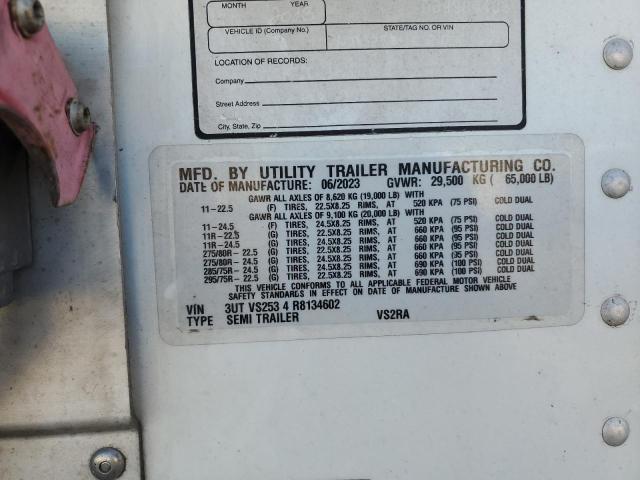 MONTH YEAR
VEHICLE ID (Company No.) STATE/TAG NO. OR VIN
LOCATION OF RECORDS:
Company
Street Address
City, State, Zip
MFD. BY UTILITY TRAILER MANUFACTURING CO.
DATE OF MANUFACTURE: 06/2023 GVWR: 29,500 KG ( 65,000 LB)
GAWR ALL AXLES OF 8,620 KG (19,000 LB) WITH
11-22.5 (F) TIRES, 22.5X8.25 RIMS, AT 520 KPA (75 PSI) COLD DUAL
GAWR ALL AXLES OF 9,100 KG (20,000 LB) WITH
11-24.5 (F) TIRES, 24.5X8.25 RIMS, AT 520 KPA (75 PSI) COLD DUAL
11R-22.5 (G) TIRES, 22.5X8.25 RIMS, AT 660 KPA (95 PSI) COLD DUAL
11R-24.5 (G) TIRES, 24.5X8.25 RIMS, AT 660 KPA (95 PSI) COLD DUAL
275/80R-22.5 (G) TIRES, 22.5X8.25 RIMS, AT 660 KPA (95 PSI) COLD DUAL
275/80R-24.5 (G) TIRES, 24.5X8.25 RIMS, AT 660 KPA (95 PSI) COLD DUAL
285/75R-24.5 (G) TIRES, 24.5X8.25 RIMS, AT 690 KPA (100 PSI) COLD DUAL
295/75R-22.5 (G) TIRES, 22.5X8.25 RIMS, AT 690 KPA (100 PSI) COLD DUAL
THIS VEHICLE CONFORMS TO ALL APPLICABLE FEDERAL MOTOR VEHICLE
SAFETY STANDARDS IN EFFECT ON DATE OF MANUFACTURE SHOWN ABOVE
VIN 3UT VS253 4 R8134602
TYPE SEMI TRAILER VS2RA